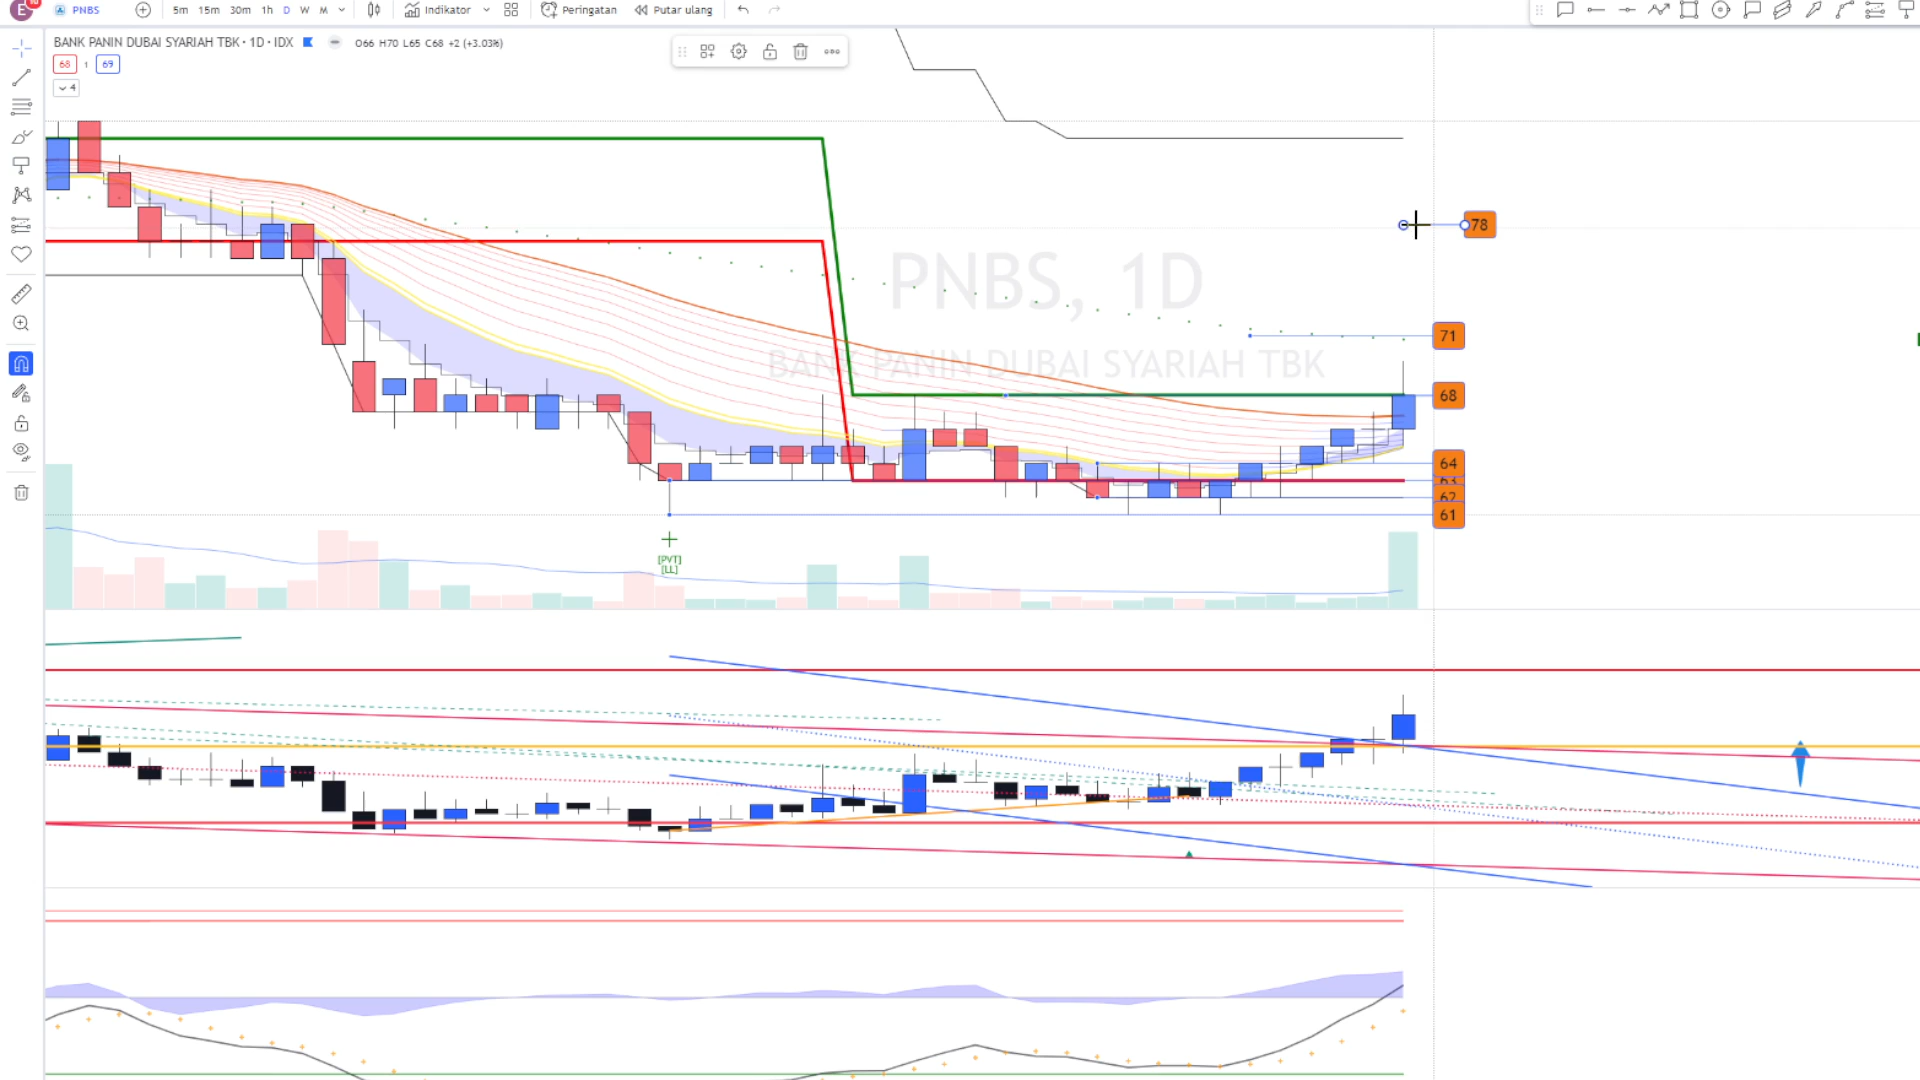 E
PNBS
5m 15m 30m 1h D W M
Indikator
Peringatan
Putar ulang
BANK PANIN DUBAI SYARIAH TBK · 1D · IDX
O66 H70 L65 C68 +2 (+3.03%)
68 1 69
4
78
PNBS, 1D
BANK PANIN DUBAI SYARIAH TBK
71
68
64
63
62
61
[PVT]
[LL]